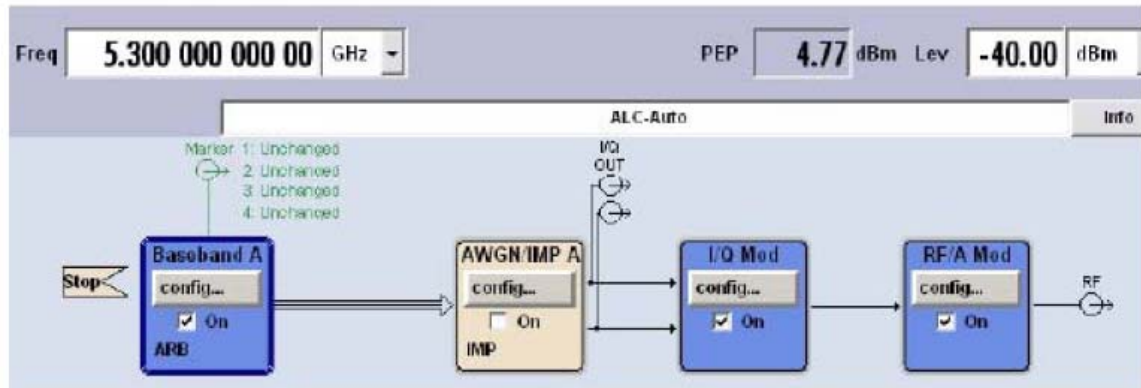 Freq 5.300 000 000 00 GHz PEP 4.77 dBm Lev -40.00 dBm
ALC-Auto Info
Marker 1: Unchanged
2: Unchanged
3: Unchanged
4: Unchanged
I/Q
OUT
Stop
Baseband A
config...
On
ARB
AWGN/IMP A
config...
On
IMP
I/Q Mod
config...
On
RF/A Mod
config...
On
RF